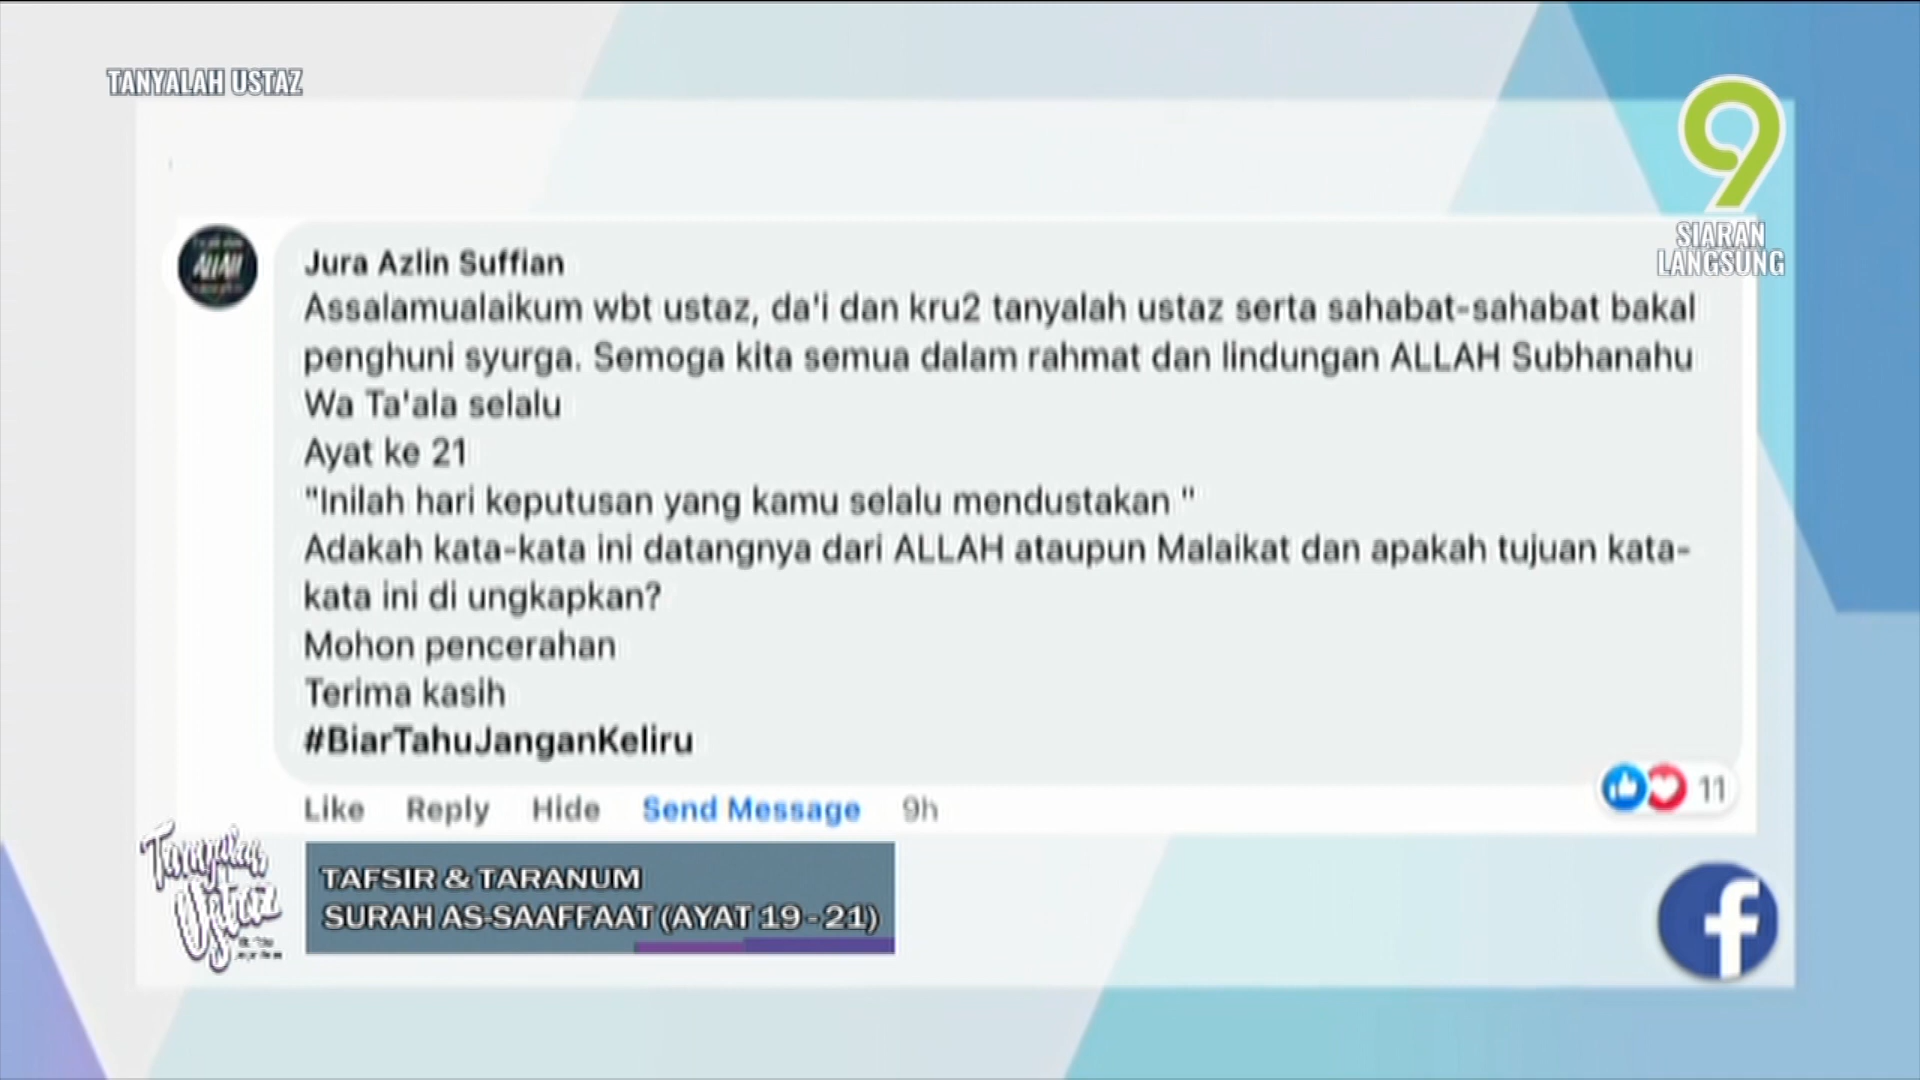 TANYALAH USTAZ
9
SIARAN
LANGSUNG
ALLAH
Jura Azlin Suffian
Assalamualaikum wbt ustaz, da'i dan kru2 tanyalah ustaz serta sahabat-sahabat bakal
penghuni syurga. Semoga kita semua dalam rahmat dan lindungan ALLAH Subhanahu
Wa Ta'ala selalu
Ayat ke 21
"Inilah hari keputusan yang kamu selalu mendustakan "
Adakah kata-kata ini datangnya dari ALLAH ataupun Malaikat dan apakah tujuan kata-
kata ini di ungkapkan?
Mohon pencerahan
Terima kasih
#BiarTahuJanganKeliru
11
Like Reply Hide Send Message 9h
Tanyalah
Ustaz
TAFSIR & TARANUM
SURAH AS-SAAFFAAT (AYAT 19 - 21)
f